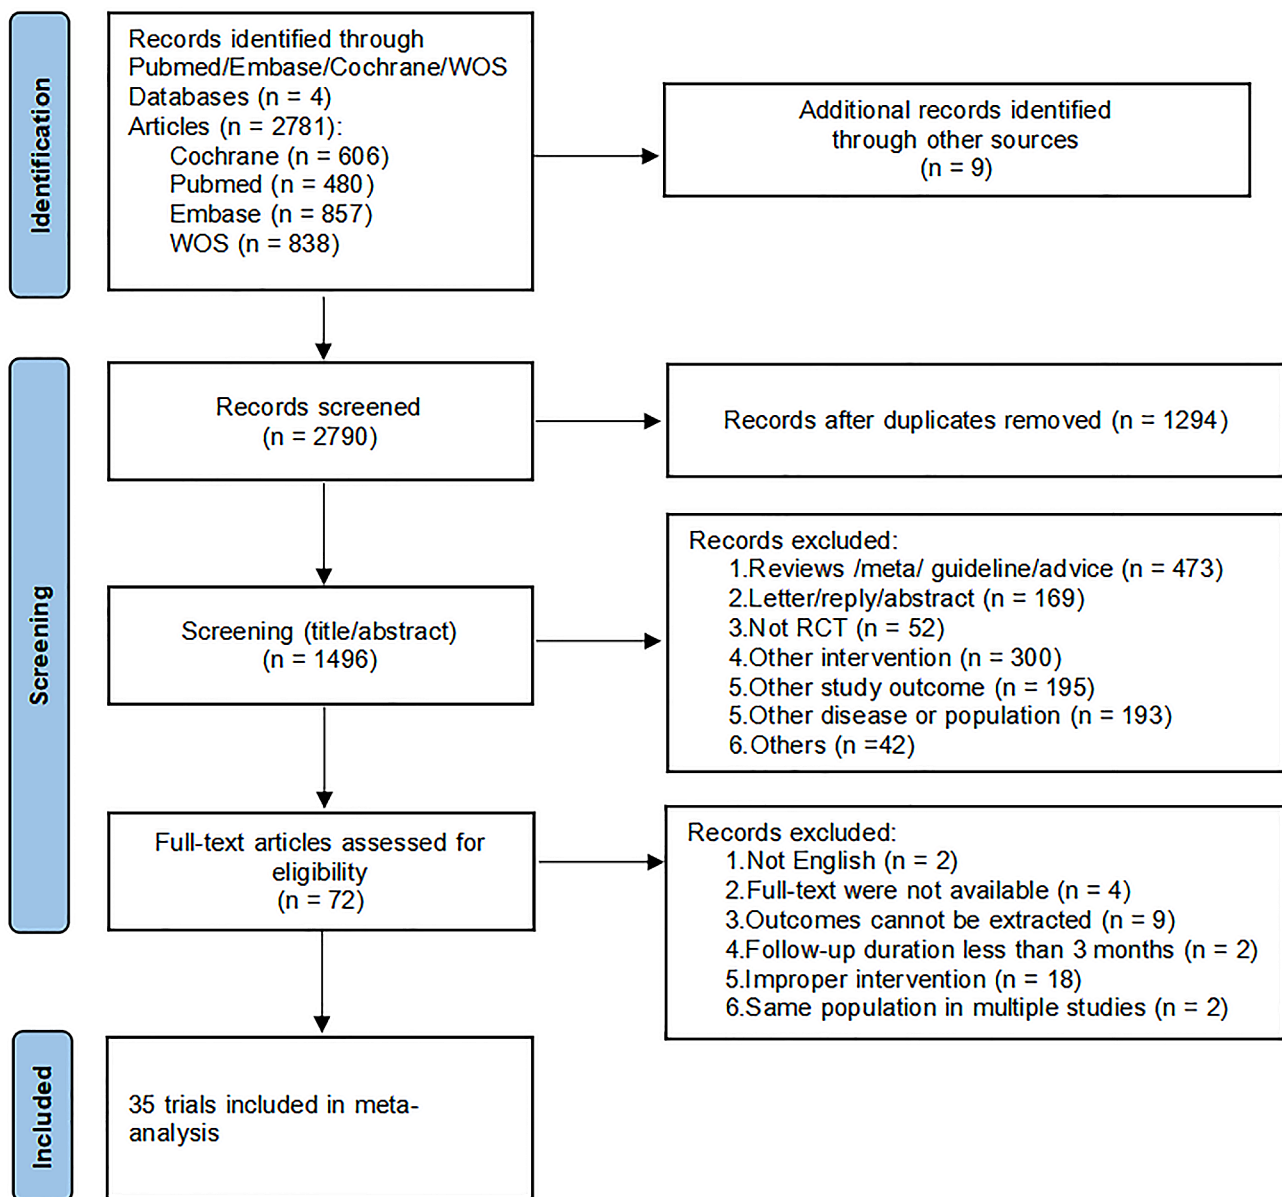 Identification
Records identified through
Pubmed/Embase/Cochrane/WOS
Databases (n = 4)
Articles (n = 2781):
Cochrane (n = 606)
Pubmed (n = 480)
Embase (n = 857)
WOS (n = 838)
Additional records identified
through other sources
(n = 9)
Screening
Records screened
(n = 2790)
Records after duplicates removed (n = 1294)
Screening (title/abstract)
(n = 1496)
Records excluded:
1.Reviews /meta/ guideline/advice (n = 473)
2.Letter/reply/abstract (n = 169)
3.Not RCT (n = 52)
4.Other intervention (n = 300)
5.Other study outcome (n = 195)
5.Other disease or population (n = 193)
6.Others (n =42)
Full-text articles assessed for
eligibility
(n = 72)
Records excluded:
1.Not English (n = 2)
2.Full-text were not available (n = 4)
3.Outcomes cannot be extracted (n = 9)
4.Follow-up duration less than 3 months (n = 2)
5.Improper intervention (n = 18)
6.Same population in multiple studies (n = 2)
Included
35 trials included in meta-
analysis